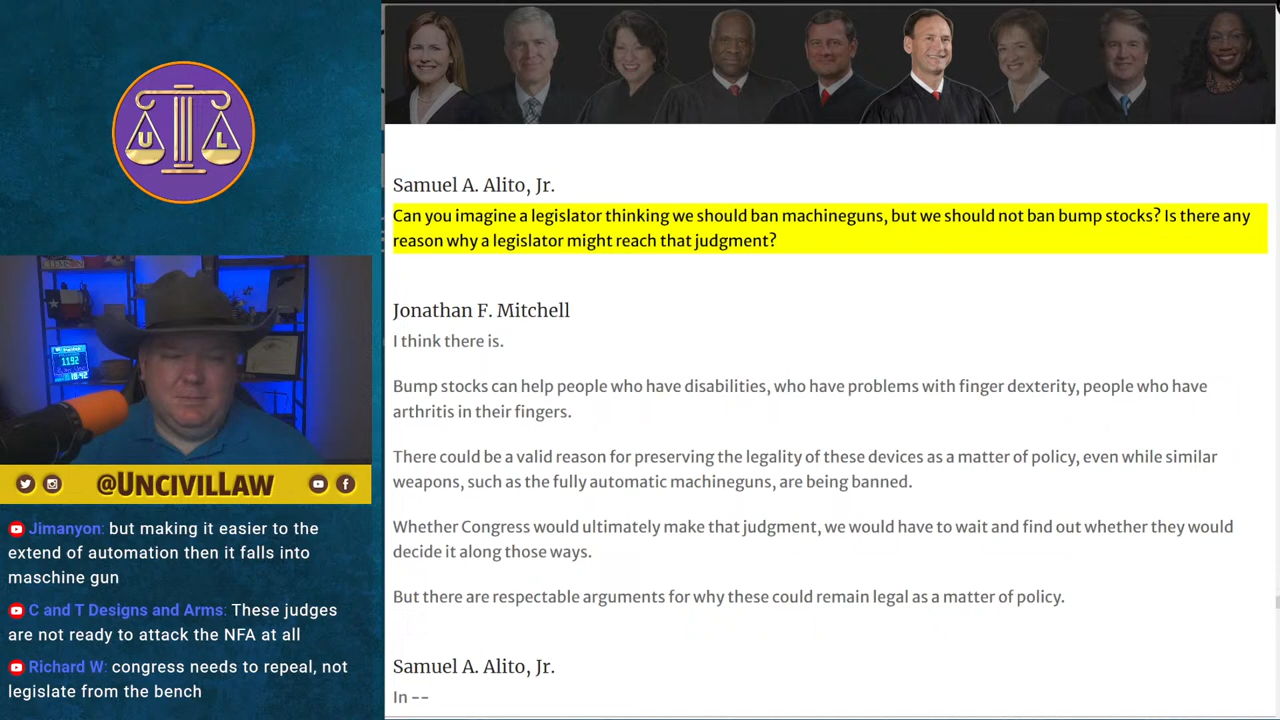 U L
1192
18:42
@UNCIVILLAW
Jimanyon: but making it easier to the
extend of automation then it falls into
maschine gun
C and T Designs and Arms: These judges
are not ready to attack the NFA at all
Richard W: congress needs to repeal, not
legislate from the bench
Samuel A. Alito, Jr.
Can you imagine a legislator thinking we should ban machineguns, but we should not ban bump stocks? Is there any
reason why a legislator might reach that judgment?
Jonathan F. Mitchell
I think there is.
Bump stocks can help people who have disabilities, who have problems with finger dexterity, people who have
arthritis in their fingers.
There could be a valid reason for preserving the legality of these devices as a matter of policy, even while similar
weapons, such as the fully automatic machineguns, are being banned.
Whether Congress would ultimately make that judgment, we would have to wait and find out whether they would
decide it along those ways.
But there are respectable arguments for why these could remain legal as a matter of policy.
Samuel A. Alito, Jr.
In --